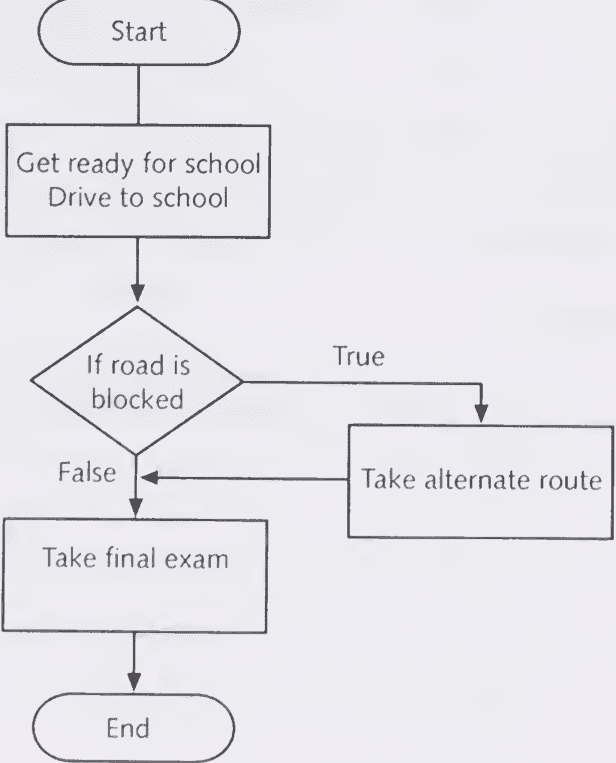 Start
Get ready for school
Drive to school
If road is
blocked
True
False
Take alternate route
Take final exam
End